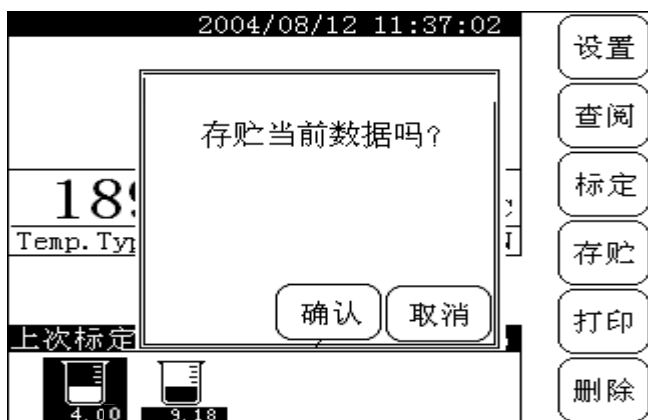 2004/08/12 11:37:02
设置
查阅
存贮当前数据吗?
标定
189
Temp.Typ
存贮
确认
取消
打印
上次标定
删除
4.00
9.18